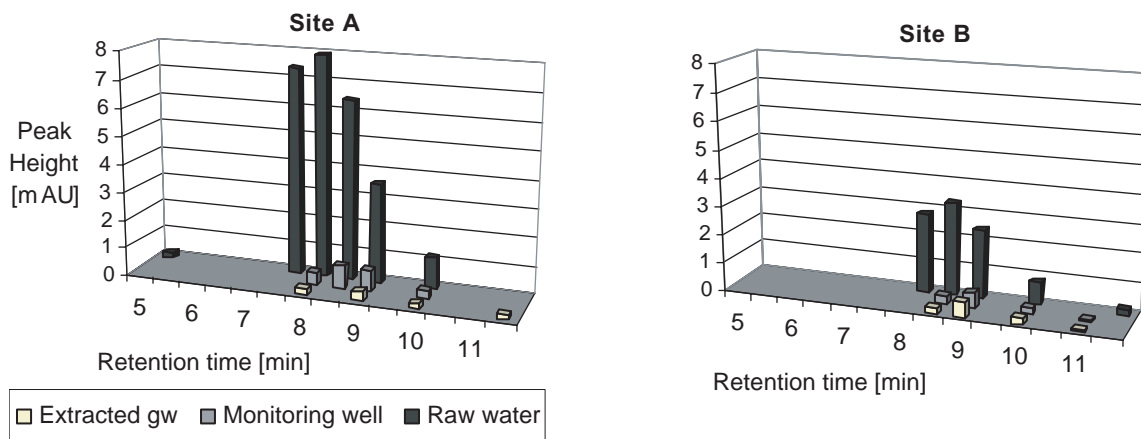 Site A
8
7
6
5
4
3
2
1
0
Peak
Height
[m AU]
5 6 7 8 9 10 11
Retention time [min]
Extracted gw Monitoring well Raw water
Site B
8
7
6
5
4
3
2
1
0
5 6 7 8 9 10 11
Retention time [min]